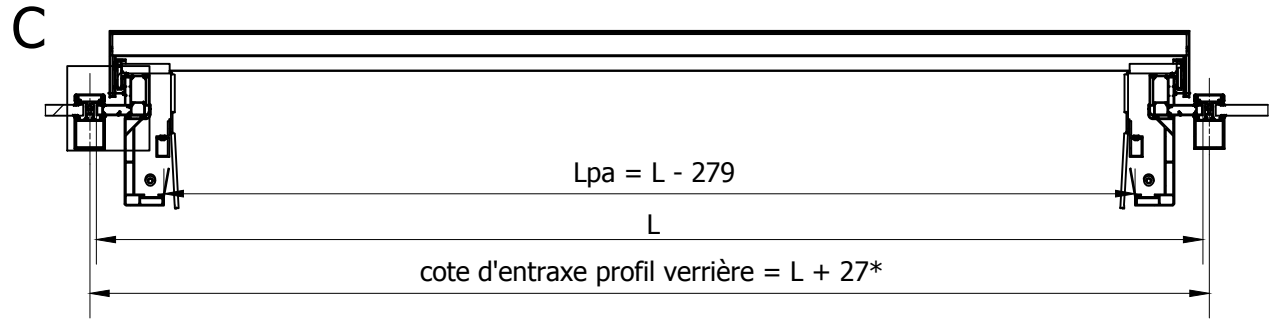 C
Lpa = L - 279
L
cote d'entraxe profil verrière = L + 27*